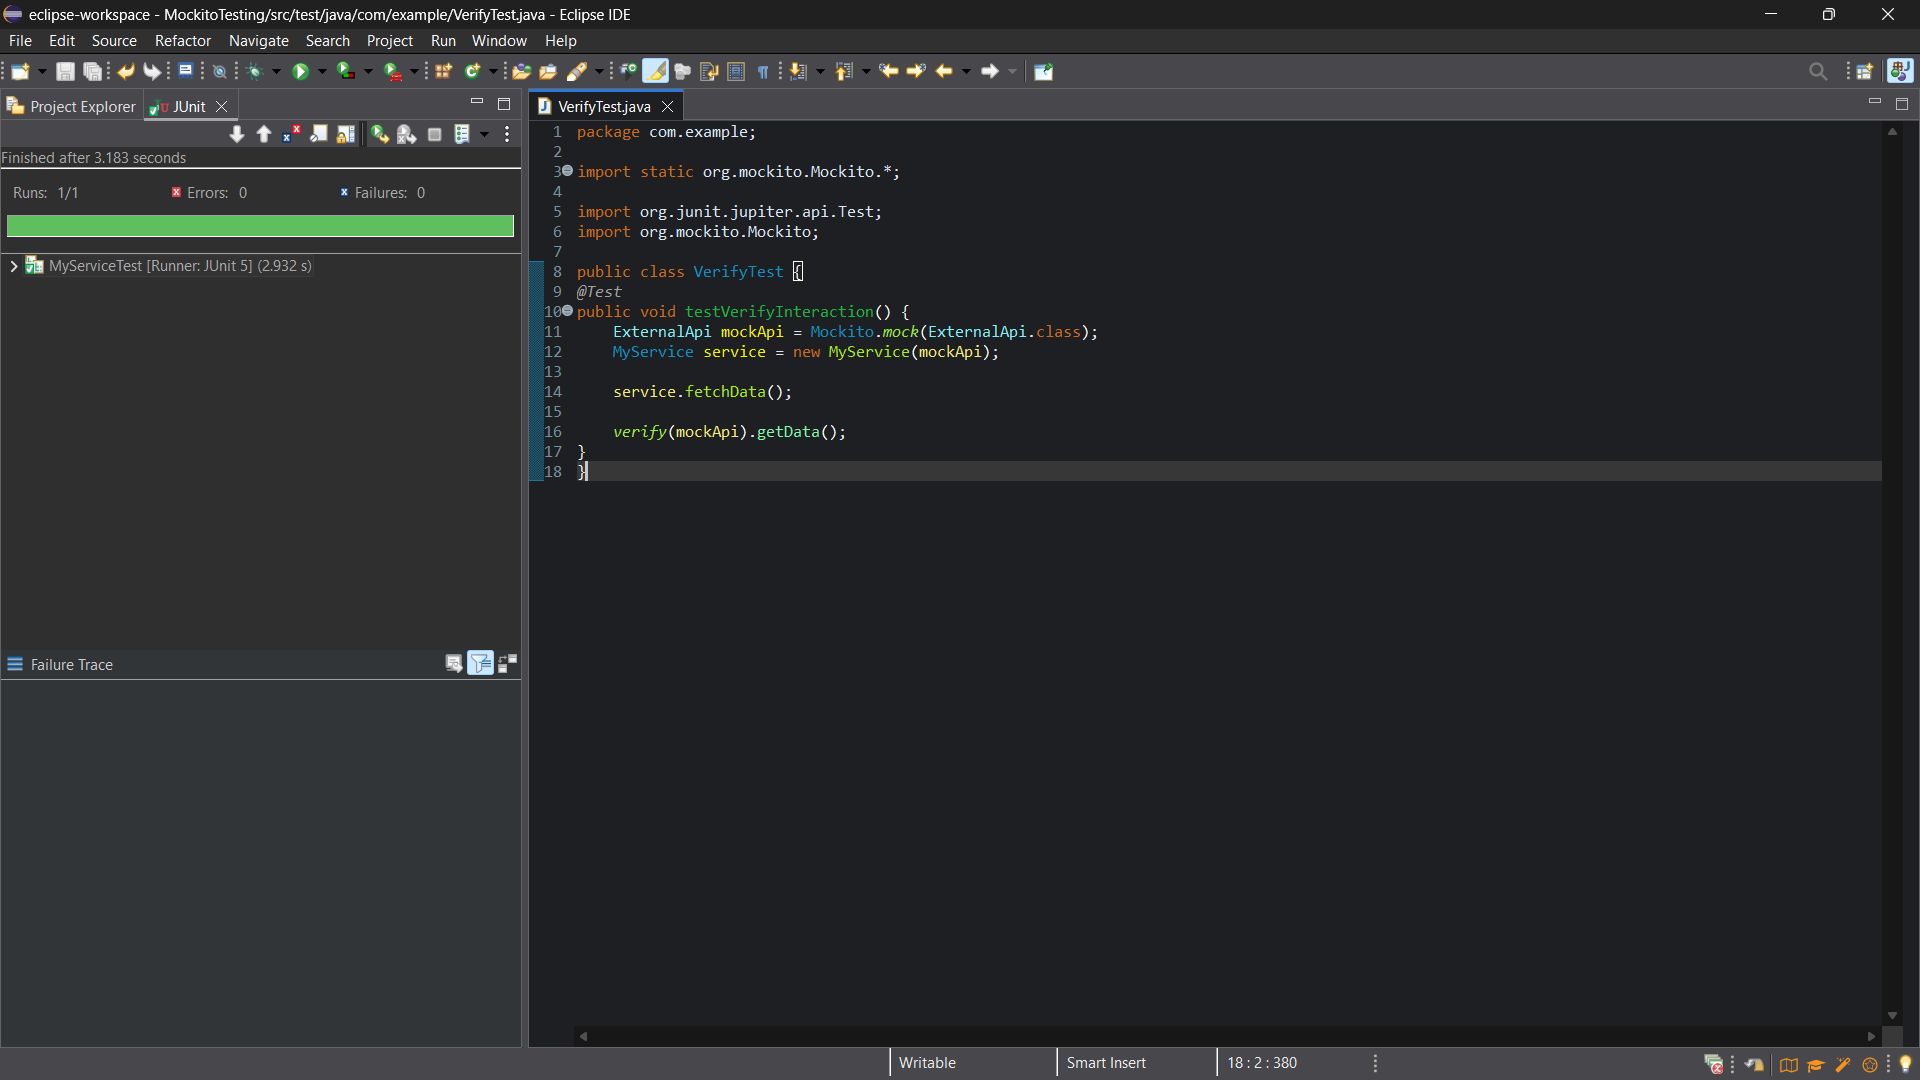 eclipse-workspace - MockitoTesting/src/test/java/com/example/VerifyTest.java - Eclipse IDE
File Edit Source Refactor Navigate Search Project Run Window Help
Project Explorer JUnit
Finished after 3.183 seconds
Runs: 1/1 Errors: 0 Failures: 0
MyServiceTest [Runner: JUnit 5] (2.932 s)
Failure Trace
VerifyTest.java
1 package com.example;
2
3 import static org.mockito.Mockito.*;
4
5 import org.junit.jupiter.api.Test;
6 import org.mockito.Mockito;
7
8 public class VerifyTest {
9 @Test
10 public void testVerifyInteraction() {
11 ExternalApi mockApi = Mockito.mock(ExternalApi.class);
12 MyService service = new MyService(mockApi);
13
14 service.fetchData();
15
16 verify(mockApi).getData();
17 }
18 }
Writable Smart Insert 18 : 2 : 380